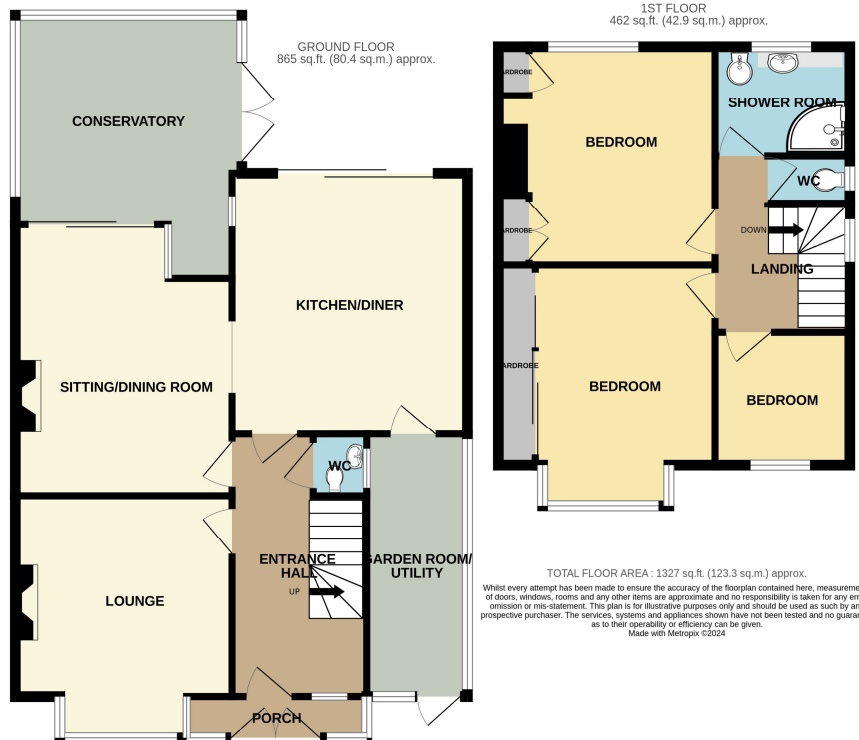 GROUND FLOOR
865 sq.ft. (80.4 sq.m.) approx.
CONSERVATORY
KITCHEN/DINER
SITTING/DINING ROOM
WC
ENTRANCE
HALL
UP
GARDEN ROOM/
UTILITY
LOUNGE
PORCH
1ST FLOOR
462 sq.ft. (42.9 sq.m.) approx.
ARDROBE
BEDROOM
SHOWER ROOM
WC
ARDROBE
DOWN
LANDING
ARDROBE
BEDROOM
BEDROOM
TOTAL FLOOR AREA : 1327 sq.ft. (123.3 sq.m.) approx.
Whilst every attempt has been made to ensure the accuracy of the floorplan contained here, measureme
of doors, windows, rooms and any other items are approximate and no responsibility is taken for any err
omission or mis-statement. This plan is for illustrative purposes only and should be used as such by an
prospective purchaser. The services, systems and appliances shown have not been tested and no guaran
as to their operability or efficiency can be given.
Made with Metropix ©2024